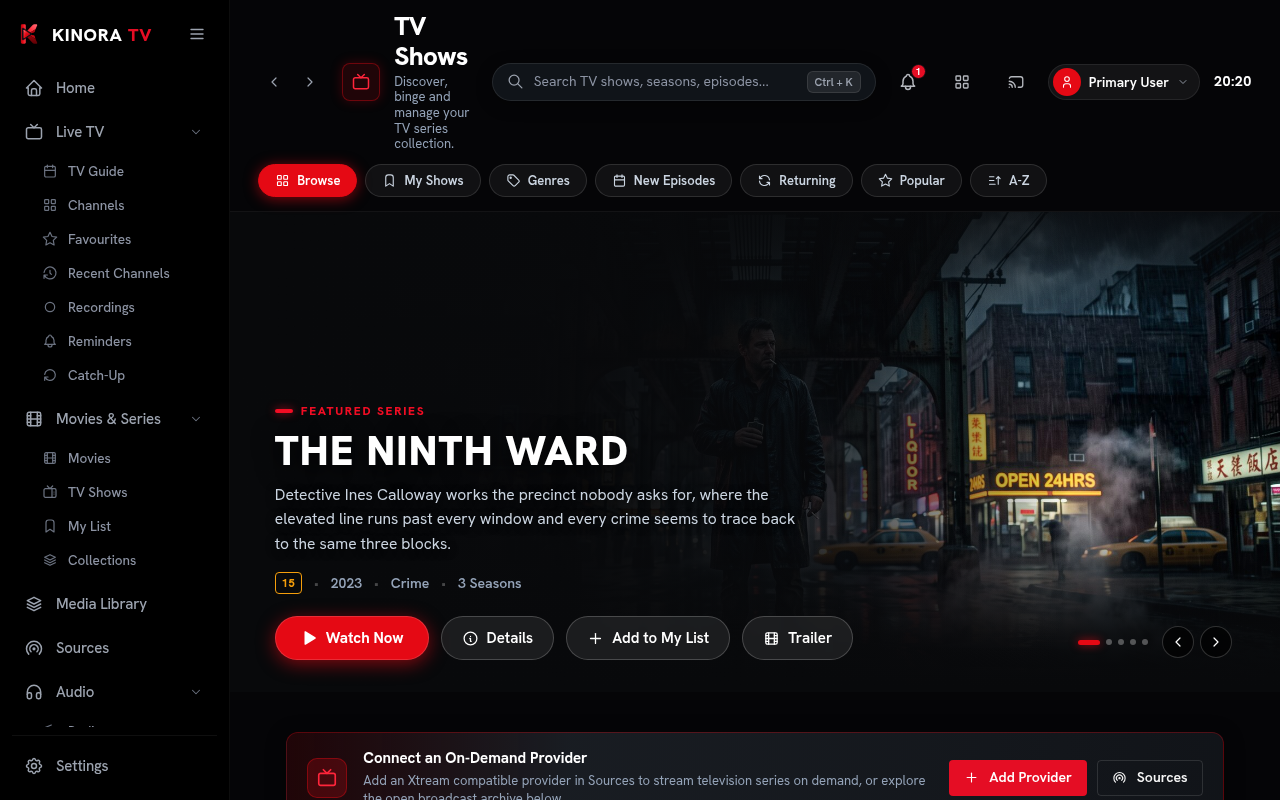 KINORA TV
Home
Live TV
TV Guide
Channels
Favourites
Recent Channels
Recordings
Reminders
Catch-Up
Movies & Series
Movies
TV Shows
My List
Collections
Media Library
Sources
Audio
Settings
TV
Shows
Discover,
binge and
manage your
TV series
collection.
Search TV shows, seasons, episodes...
Ctrl + K
1
Primary User
20:20
Browse
My Shows
Genres
New Episodes
Returning
Popular
A-Z
LIQUOR
OPEN 24HRS
24HRS
FEATURED SERIES
THE NINTH WARD
Detective Ines Calloway works the precinct nobody asks for, where the
elevated line runs past every window and every crime seems to trace back
to the same three blocks.
15 • 2023 • Crime • 3 Seasons
Watch Now
Details
Add to My List
Trailer
Connect an On-Demand Provider
Add an Xtream compatible provider in Sources to stream television series on demand, or explore
the open broadcast archive below.
Add Provider
Sources